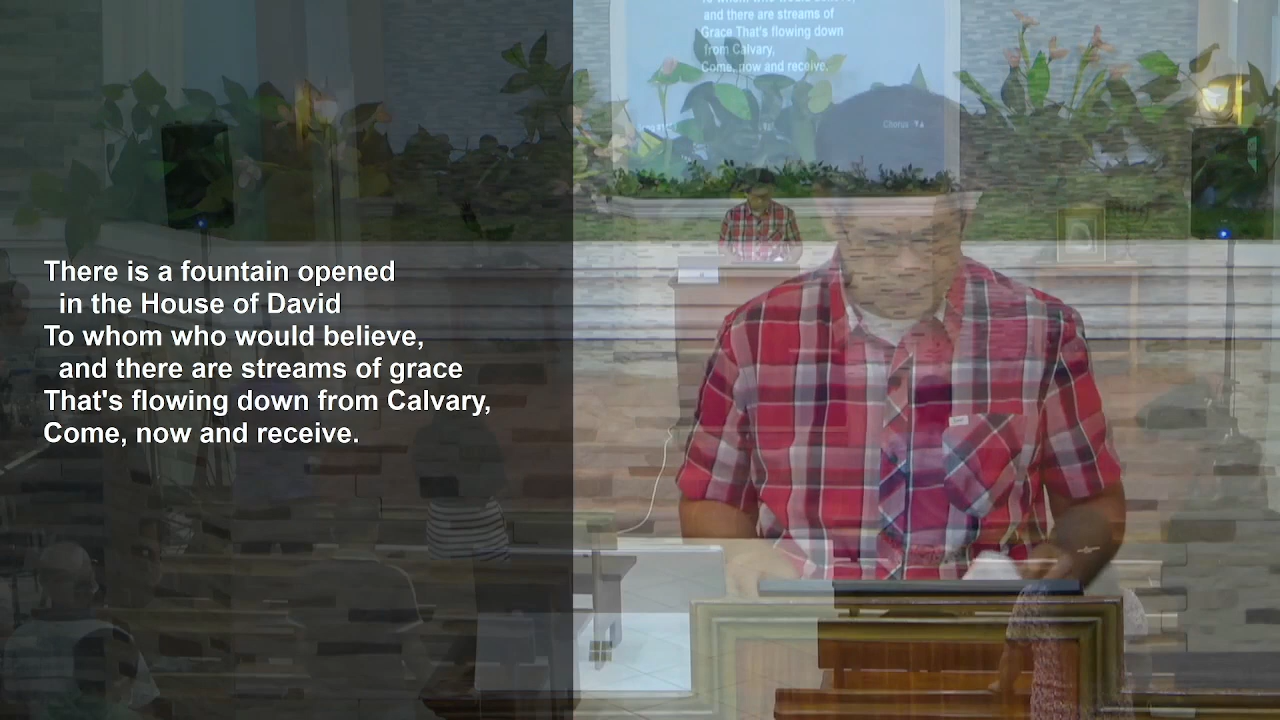 There is a fountain opened
in the House of David
To whom who would believe,
and there are streams of grace
That's flowing down from Calvary,
Come, now and receive.
and there are streams of
Grace That's flowing down
from Calvary,
Come, now and receive.
Chorus